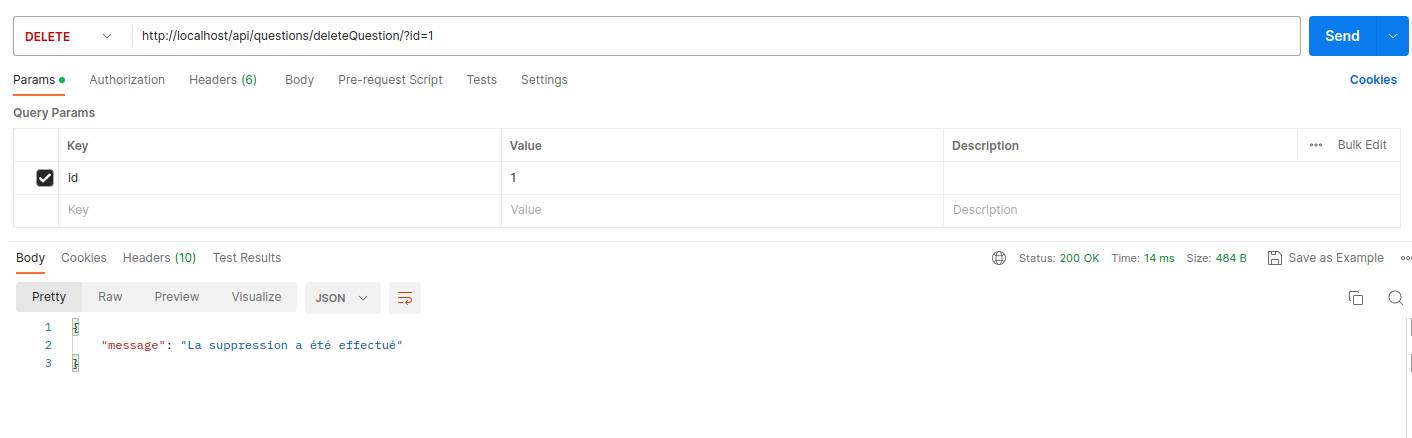 DELETE http://localhost/api/questions/deleteQuestion/?id=1 Send
Params Authorization Headers (6) Body Pre-request Script Tests Settings Cookies
Query Params
Key Value Description ••• Bulk Edit
id 1
Key Value Description
Body Cookies Headers (10) Test Results Status: 200 OK Time: 14 ms Size: 484 B Save as Example
Pretty Raw Preview Visualize JSON
1 {
2 "message": "La suppression a été effectué"
3 }